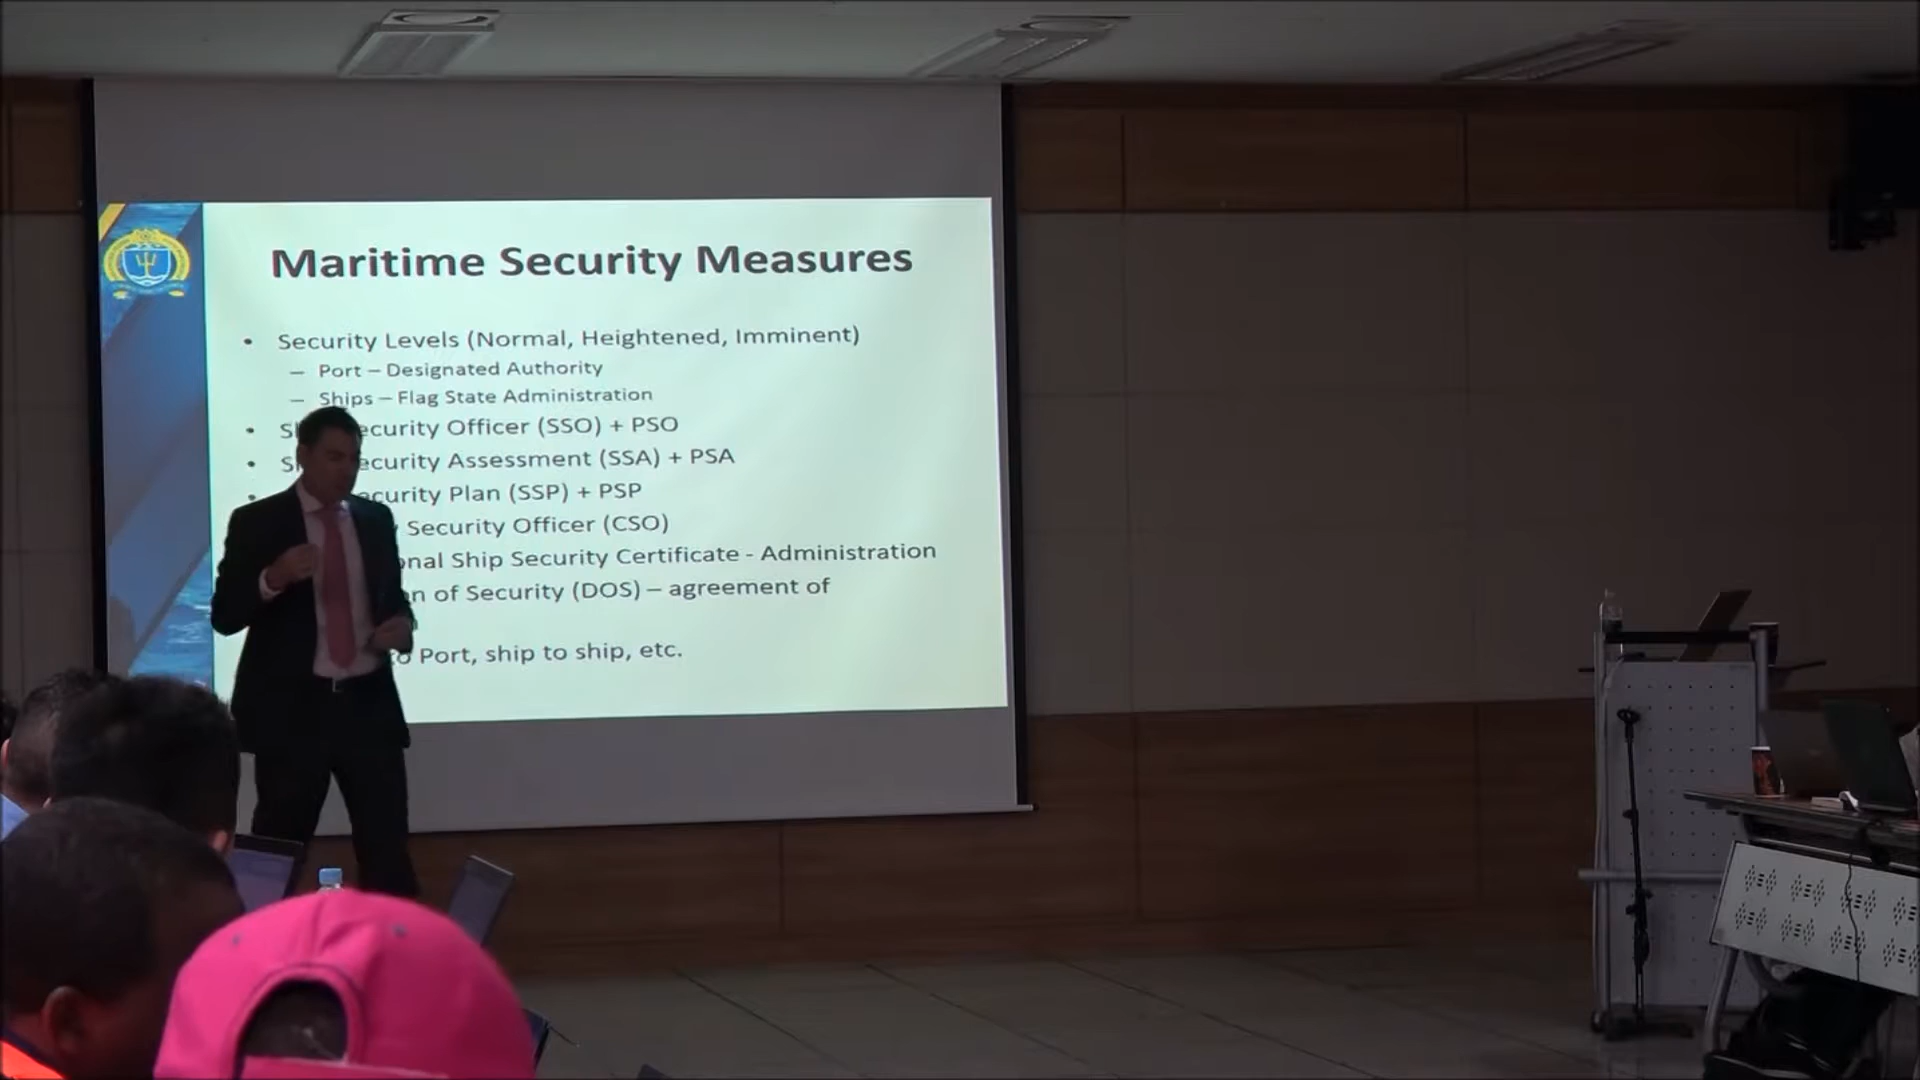 Maritime Security Measures
• Security Levels (Normal, Heightened, Imminent)
– Port – Designated Authority
– Ships – Flag State Administration
• ecurity Officer (SSO) + PSO
• ecurity Assessment (SSA) + PSA
• curity Plan (SSP) + PSP
Security Officer (CSO)
onal Ship Security Certificate - Administration
n of Security (DOS) – agreement of
o Port, ship to ship, etc.